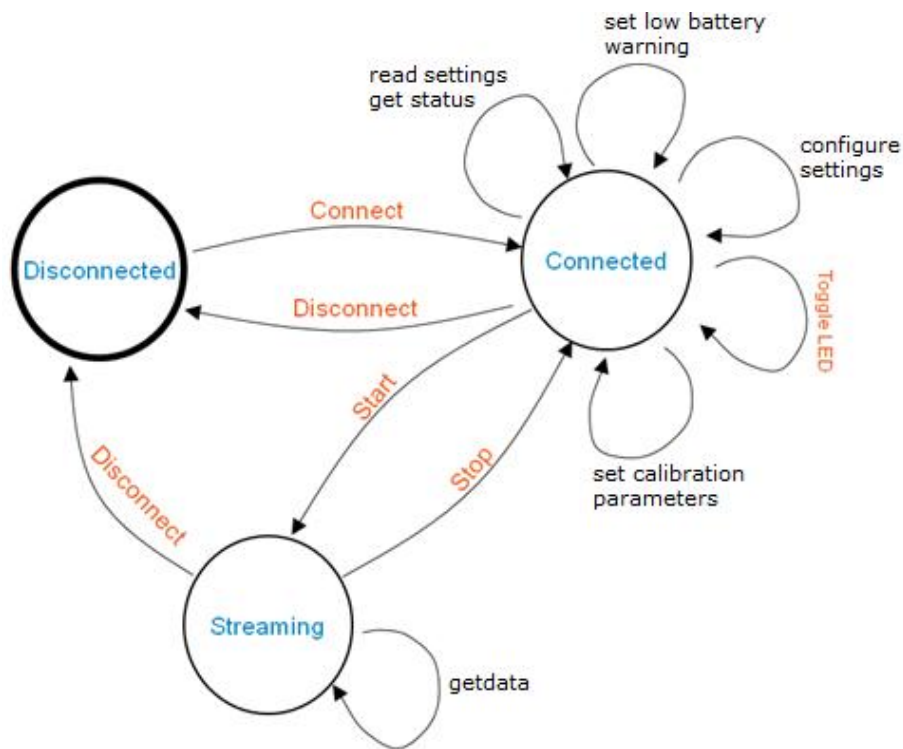 set low battery
warning
read settings
get status
configure
settings
Connect
Disconnected
Connected
Disconnect
Toggle LED
Start
Stop
Disconnect
set calibration
parameters
Streaming
getdata